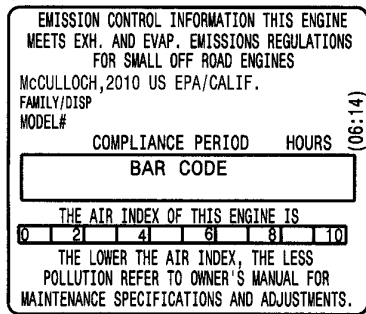 EMISSION CONTROL INFORMATION THIS ENGINE
MEETS EXH. AND EVAP. EMISSIONS REGULATIONS
FOR SMALL OFF ROAD ENGINES
McCULLOCH,2010 US EPA/CALIF.
FAMILY/DISP
MODEL#
COMPLIANCE PERIOD HOURS
(06:14)
BAR CODE
THE AIR INDEX OF THIS ENGINE IS
0 2 4 6 8 10
THE LOWER THE AIR INDEX, THE LESS
POLLUTION REFER TO OWNER'S MANUAL FOR
MAINTENANCE SPECIFICATIONS AND ADJUSTMENTS.